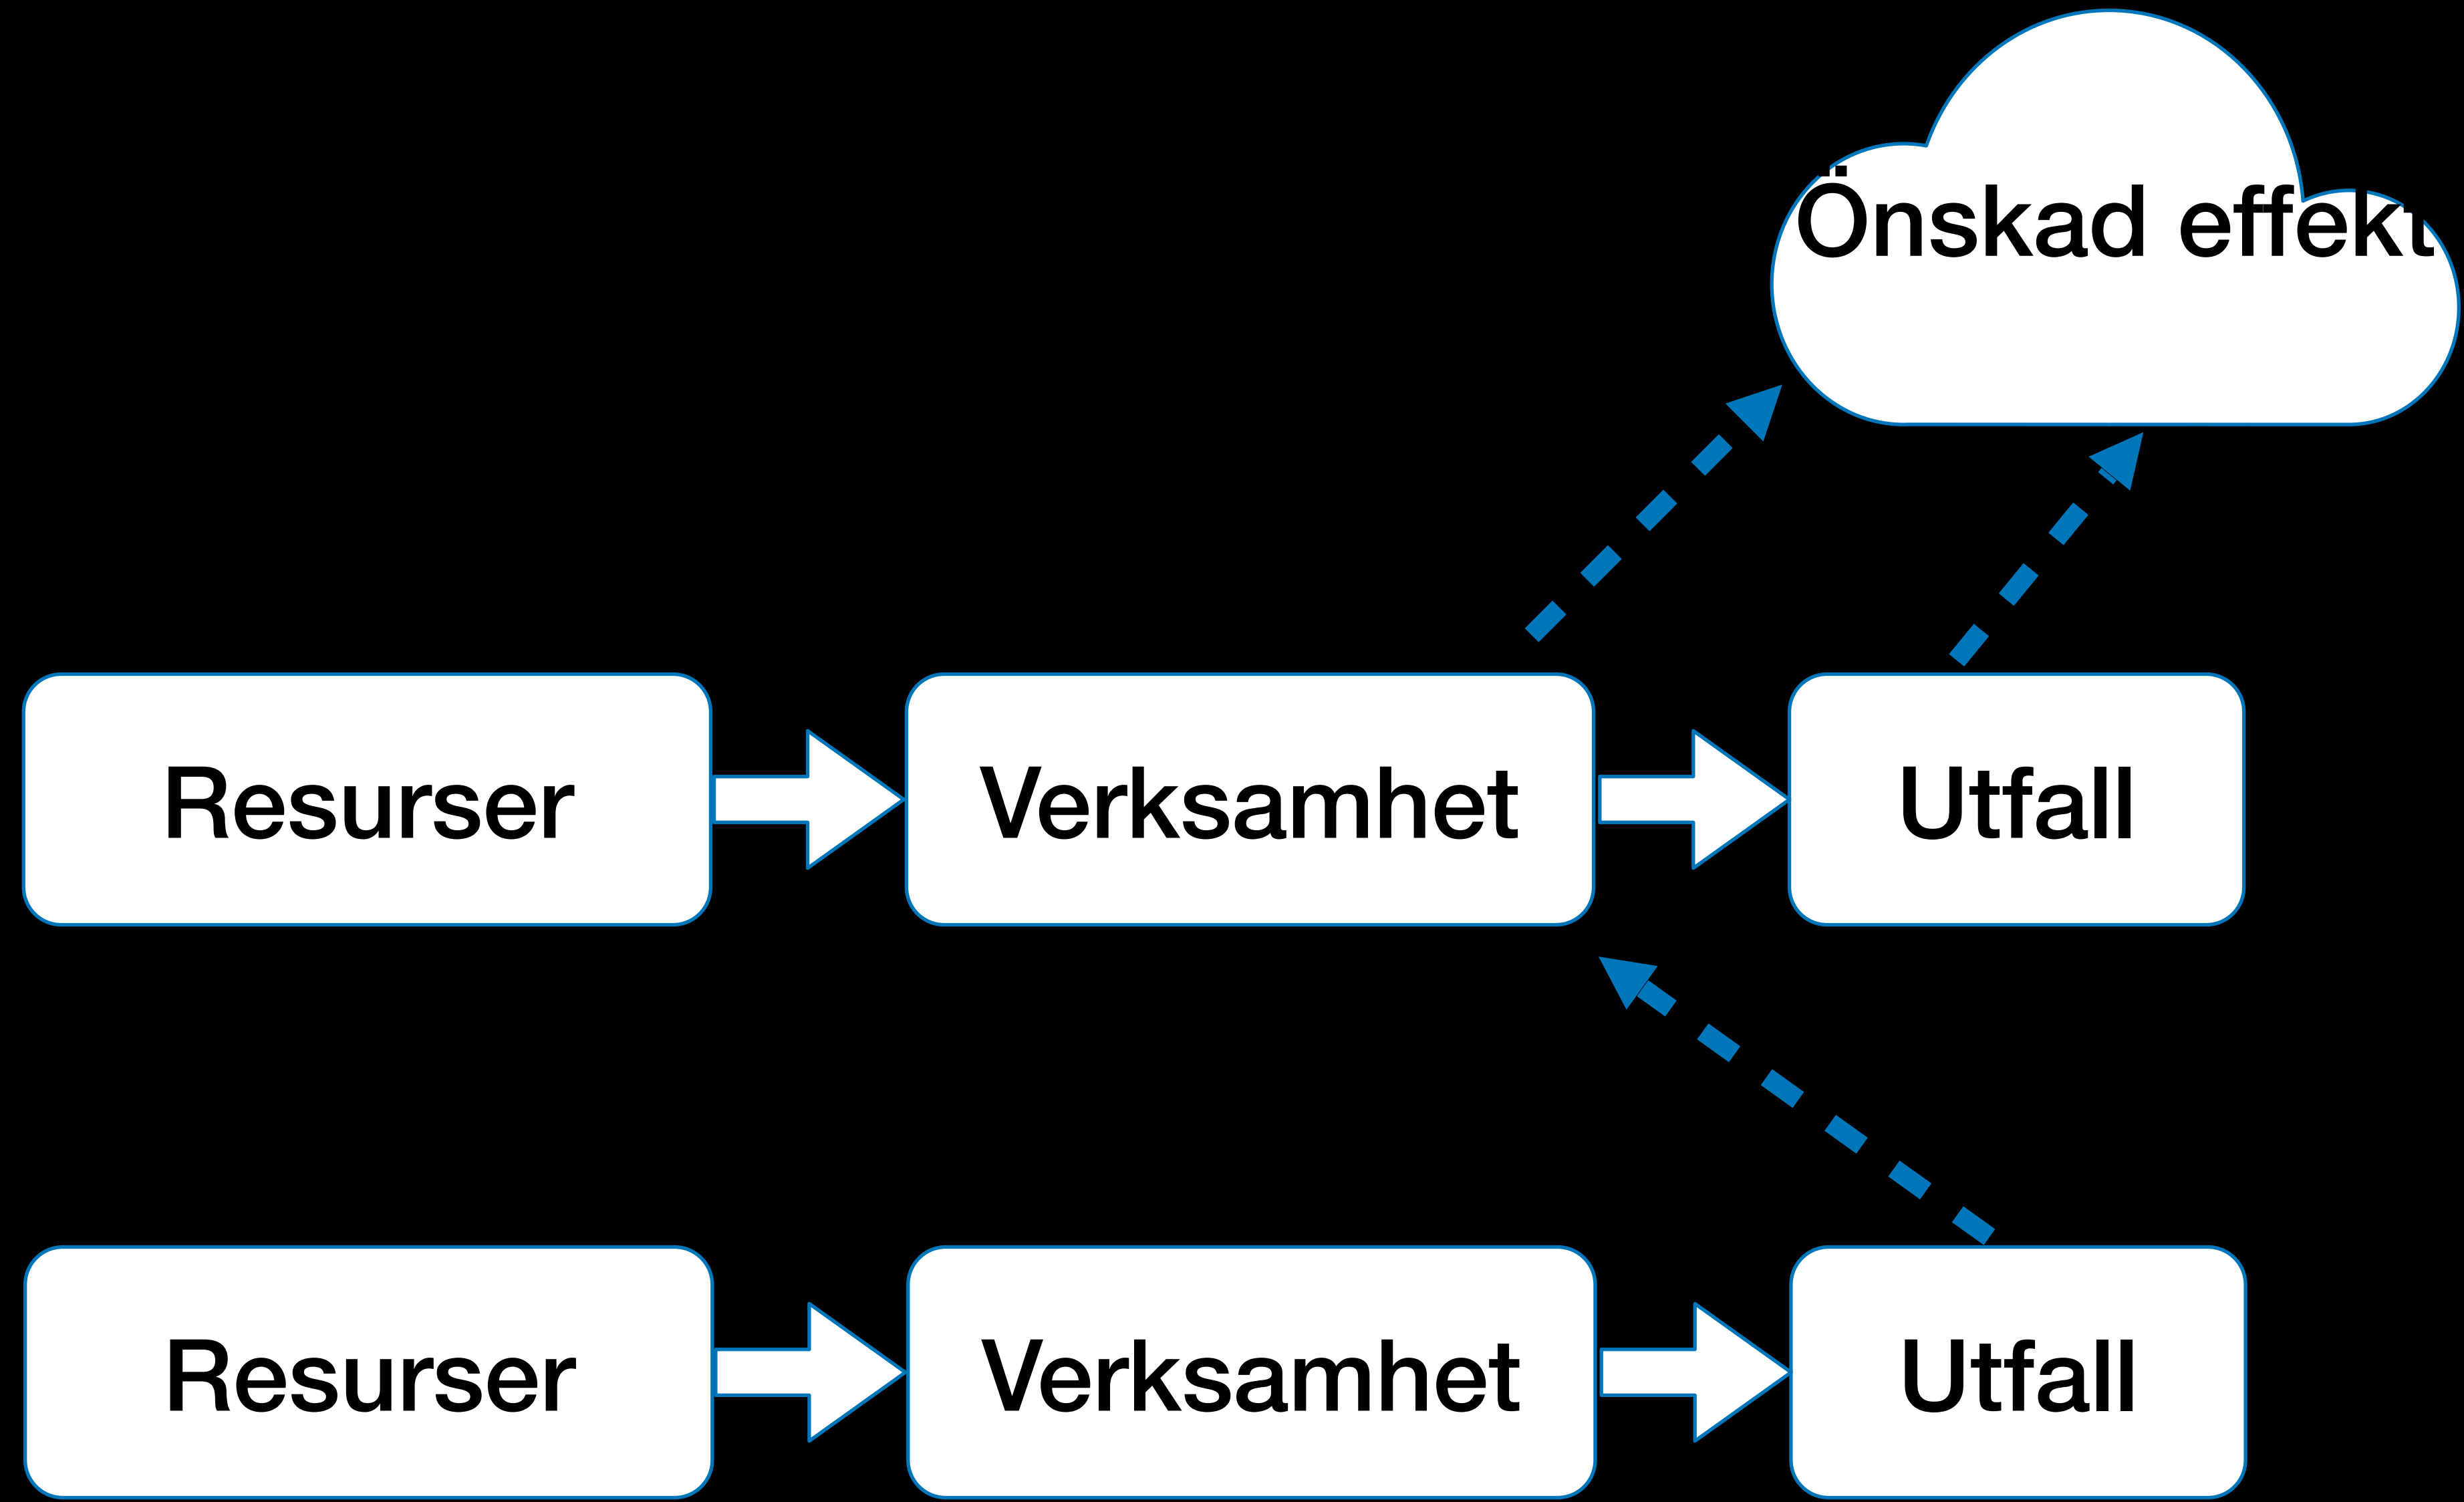 Önskad effekt
Resurser
Verksamhet
Utfall
Resurser
Verksamhet
Utfall